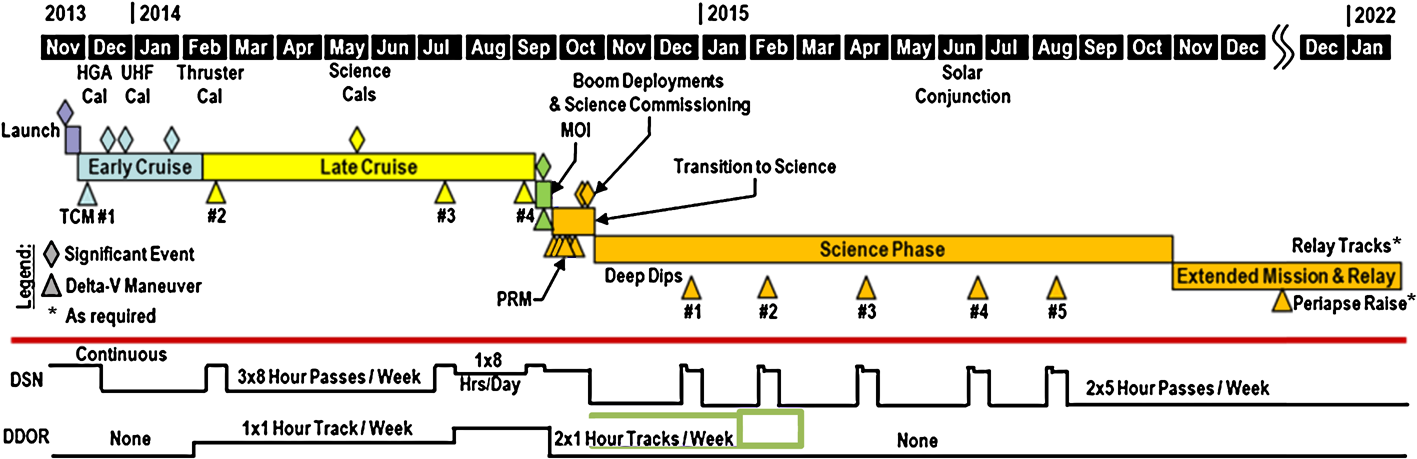 2013 | 2014 | 2015 | 2022
Nov Dec Jan Feb Mar Apr May Jun Jul Aug Sep Oct Nov Dec Jan Feb Mar Apr May Jun Jul Aug Sep Oct Nov Dec Dec Jan
HGA Cal
UHF Cal
Thruster Cal
Science Cals
Boom Deployments
& Science Commissioning
Solar
Conjunction
MOI
Launch
Early Cruise
Late Cruise
Transition to Science
TCM #1
#2
#3
#4
PRM
Science Phase
Relay Tracks*
Deep Dips
Extended Mission & Relay
#1
#2
#3
#4
#5
Periapse Raise*
Legend:
Significant Event
Delta-V Maneuver
* As required
DSN
Continuous
3x8 Hour Passes / Week
1x8
Hrs/Day
2x5 Hour Passes / Week
DDOR
None
1x1 Hour Track / Week
2x1 Hour Tracks / Week
None